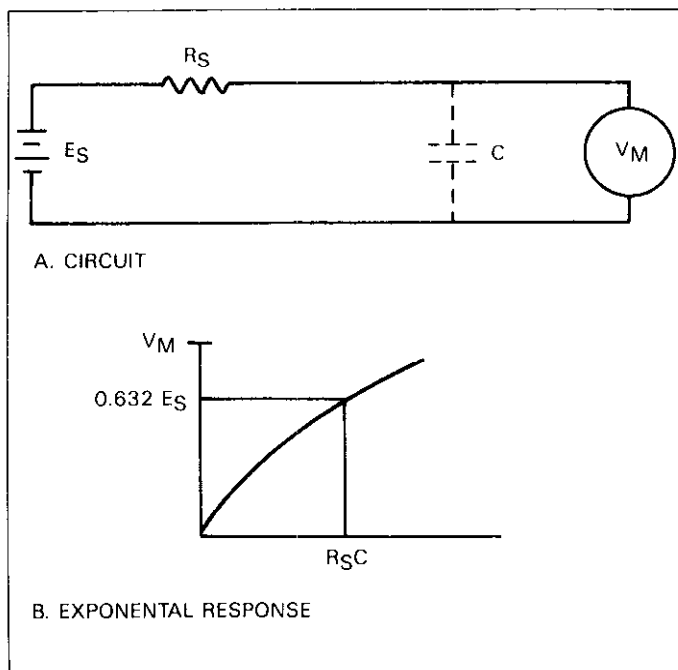 RS
ES
C
VM
A. CIRCUIT
VM
0.632 ES
RSC
B. EXPONENTAL RESPONSE